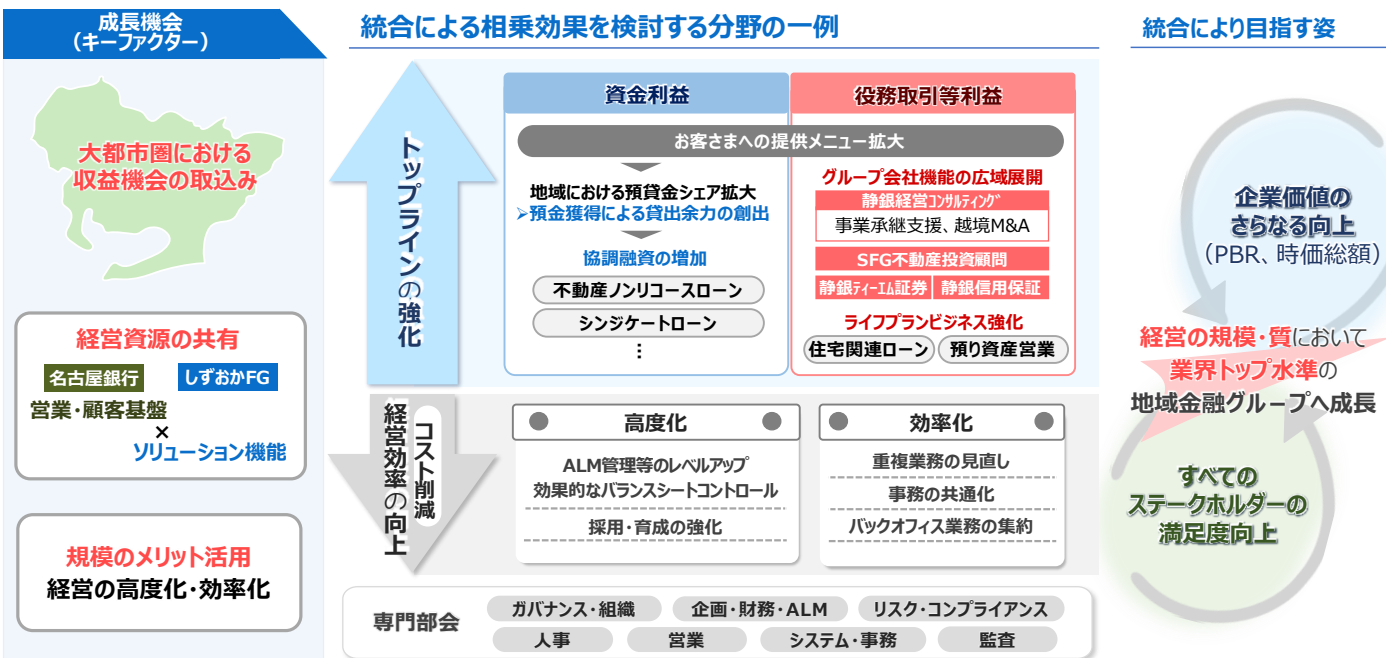 成長機会
（キーファクター）
大都市圏における
収益機会の取込み
経営資源の共有
名古屋銀行
しずおかFG
営業・顧客基盤
×
ソリューション機能
規模のメリット活用
経営の高度化・効率化
統合による相乗効果を検討する分野の一例
トップラインの強化
資金利益
役務取引等利益
お客さまへの提供メニュー拡大
地域における預貸金シェア拡大
➢預金獲得による貸出余力の創出
協調融資の増加
不動産ノンリコースローン
シンジケートローン
⋮
グループ会社機能の広域展開
静銀経営ｺﾝｻﾙﾃｨﾝｸﾞ
事業承継支援、越境M&A
SFG不動産投資顧問
静銀ﾃｨｰｴﾑ証券
静銀信用保証
ライフプランビジネス強化
住宅関連ローン
預り資産営業
コスト削減
経営効率の向上
高度化
ALM管理等のレベルアップ
効果的なバランスシートコントロール
採用・育成の強化
効率化
重複業務の見直し
事務の共通化
バックオフィス業務の集約
専門部会
ガバナンス・組織
企画・財務・ALM
リスク・コンプライアンス
人事
営業
システム・事務
監査
統合により目指す姿
企業価値の
さらなる向上
（PBR、時価総額）
経営の規模・質において
業界トップ水準の
地域金融グループへ成長
すべての
ステークホルダーの
満足度向上